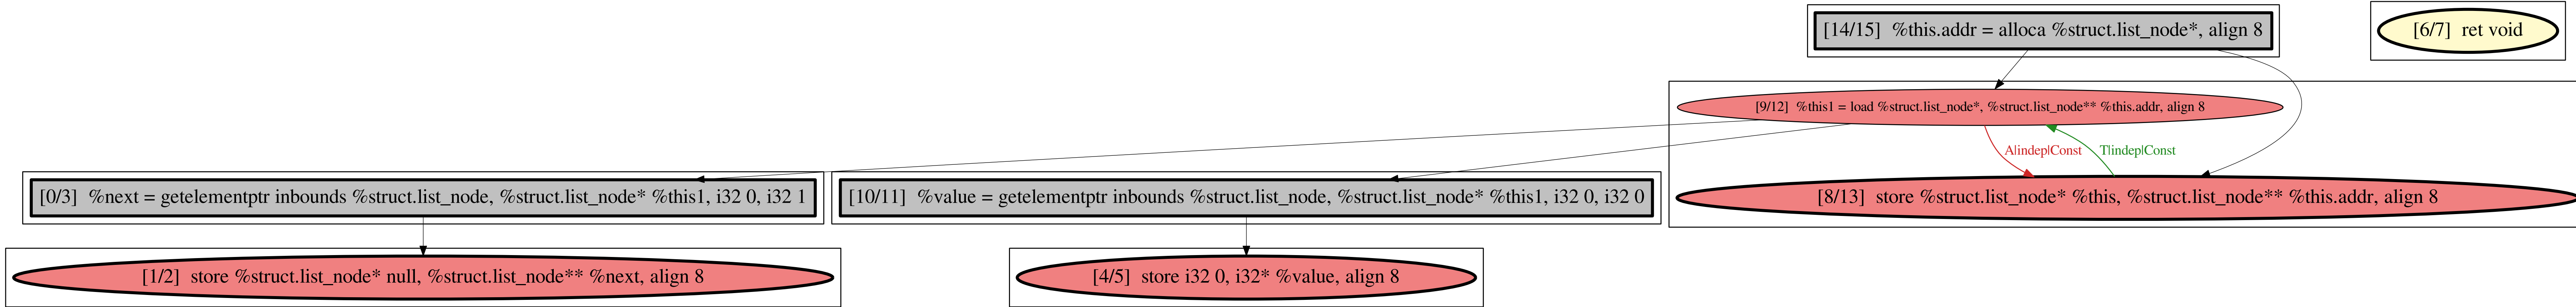 [14/15]  %this.addr = alloca %struct.list_node*, align 8
[6/7]  ret void
[9/12]  %this1 = load %struct.list_node*, %struct.list_node** %this.addr, align 8
A|indep|Const
T|indep|Const
[0/3]  %next = getelementptr inbounds %struct.list_node, %struct.list_node* %this1, i32 0, i32 1
[10/11]  %value = getelementptr inbounds %struct.list_node, %struct.list_node* %this1, i32 0, i32 0
[8/13]  store %struct.list_node* %this, %struct.list_node** %this.addr, align 8
[1/2]  store %struct.list_node* null, %struct.list_node** %next, align 8
[4/5]  store i32 0, i32* %value, align 8